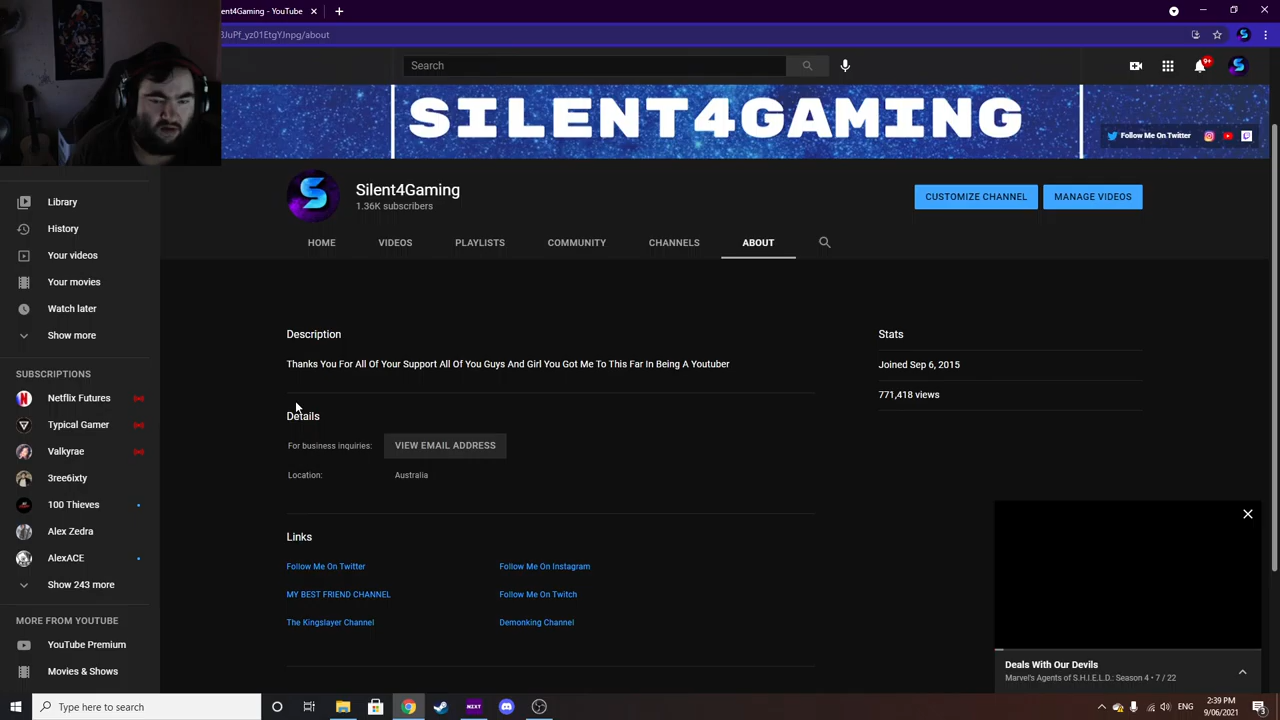 ent4Gaming - YouTube
3JuPf_yz01EtgYJnpg/about
Search
9+
SILENT4GAMING
Follow Me On Twitter
Silent4Gaming
1.36K subscribers
CUSTOMIZE CHANNEL
MANAGE VIDEOS
HOME
VIDEOS
PLAYLISTS
COMMUNITY
CHANNELS
ABOUT
Library
History
Your videos
Your movies
Watch later
Show more
SUBSCRIPTIONS
Netflix Futures
Typical Gamer
Valkyrae
3ree6ixty
100 Thieves
Alex Zedra
AlexACE
Show 243 more
MORE FROM YOUTUBE
YouTube Premium
Movies & Shows
Description
Thanks You For All Of Your Support All Of You Guys And Girl You Got Me To This Far In Being A Youtuber
Details
For business inquiries:
VIEW EMAIL ADDRESS
Location:
Australia
Links
Follow Me On Twitter
Follow Me On Instagram
MY BEST FRIEND CHANNEL
Follow Me On Twitch
The Kingslayer Channel
Demonking Channel
Stats
Joined Sep 6, 2015
771,418 views
Deals With Our Devils
Marvel's Agents of S.H.I.E.L.D.: Season 4 • 7 / 22
Type here to search
ENG
2:39 PM
9/06/2021